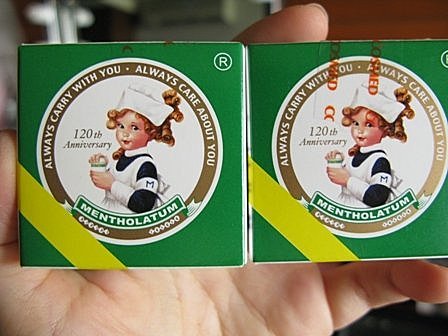 ®
ALWAYS CARRY WITH YOU • ALWAYS CARE ABOUT YOU
120th
Anniversary
M
MENTHOLATUM
COSMED
ALWAYS CARRY WITH YOU • ALWAYS CARE ABOUT YOU
120th
Anniversary
M
MENTHOLATUM